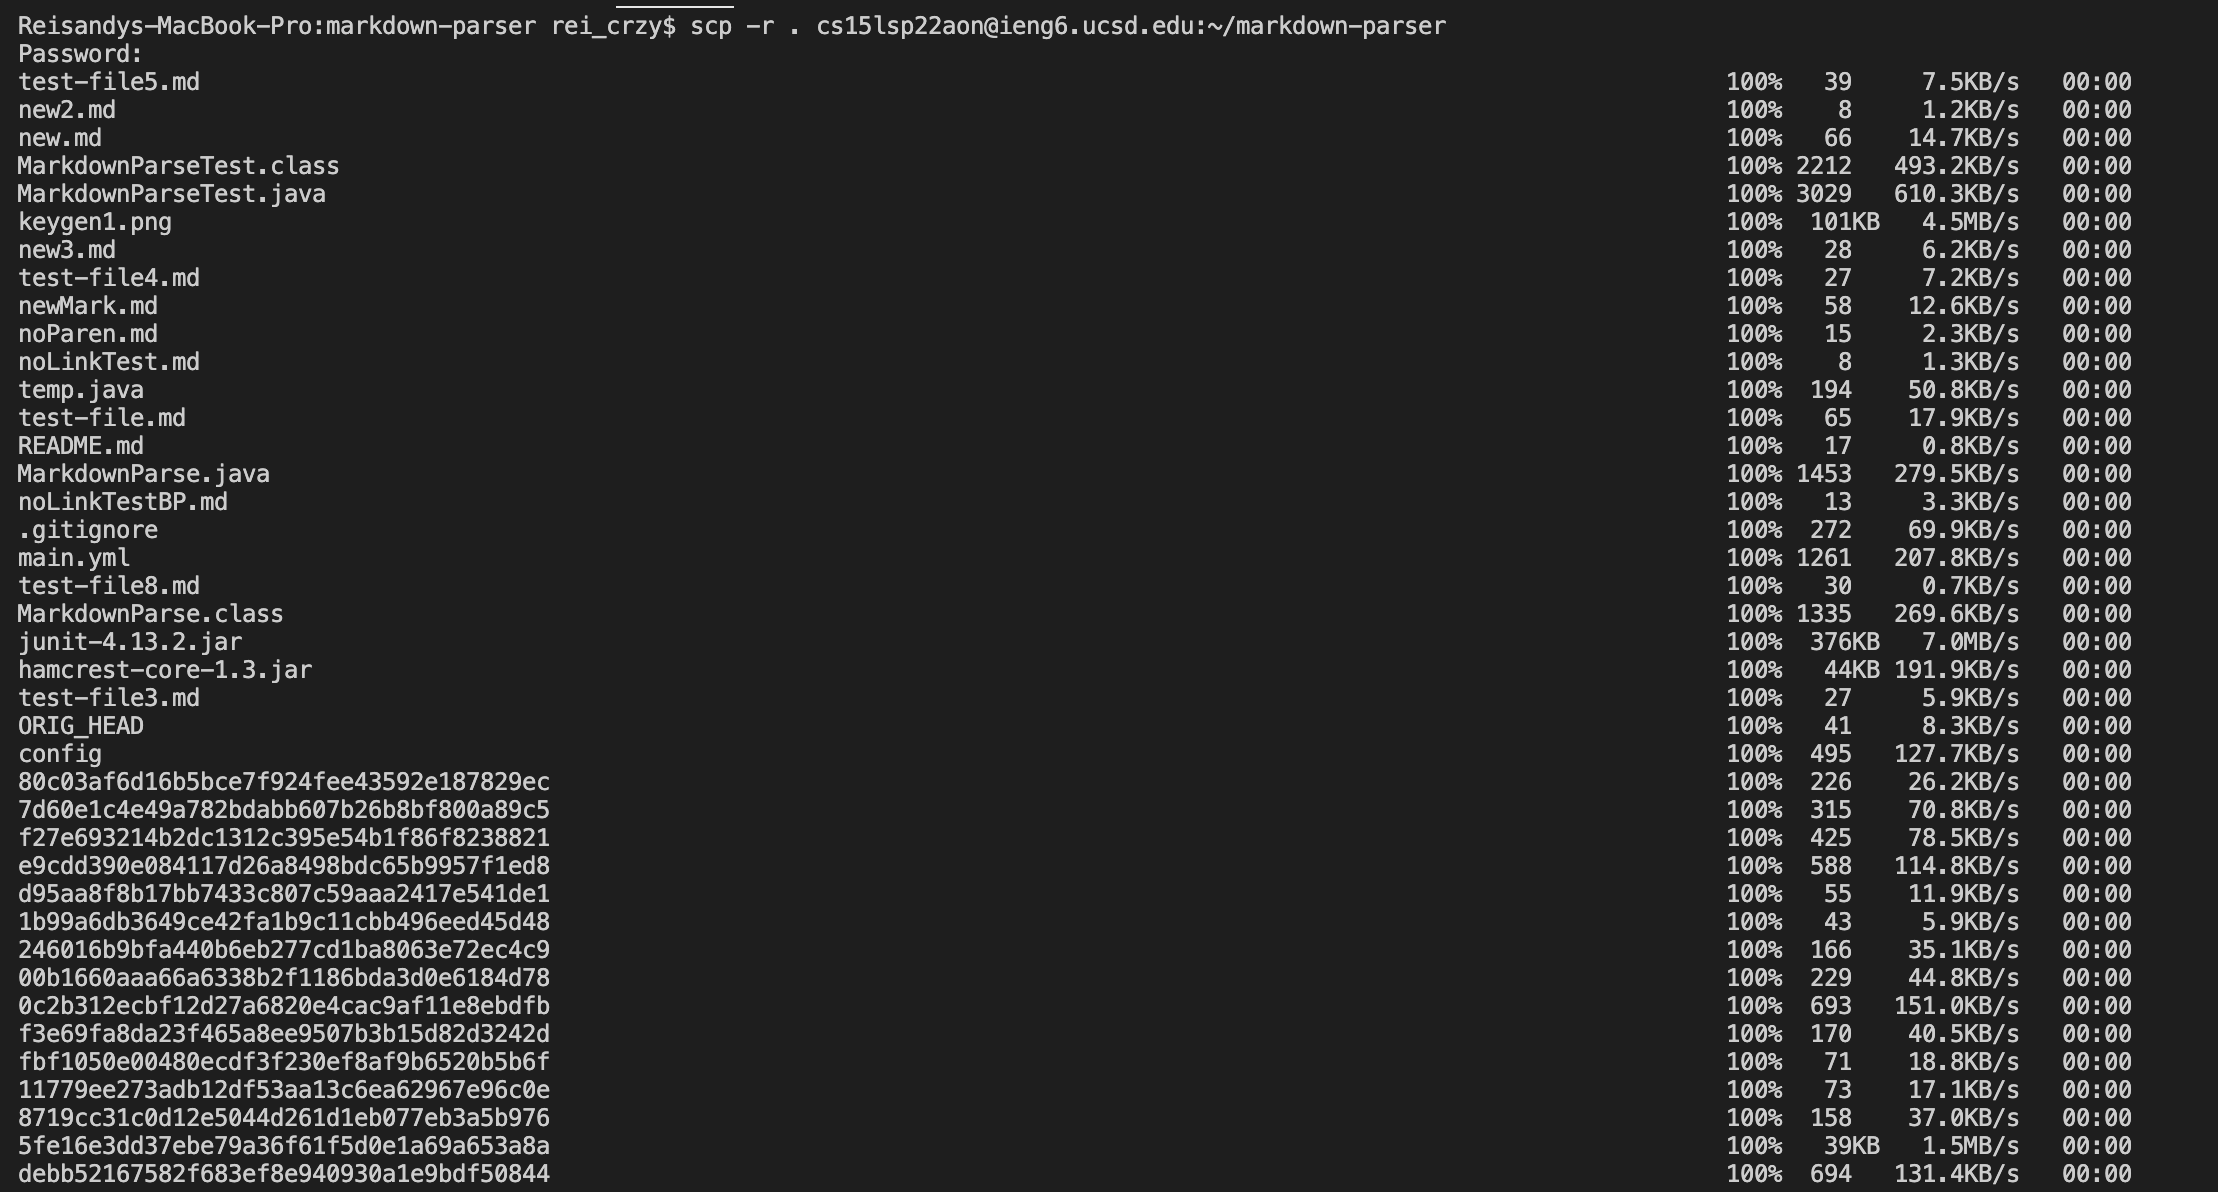 Reisandys-MacBook-Pro:markdown-parser rei_crzy$ scp -r . cs15lsp22aon@ieng6.ucsd.edu:~/markdown-parser
Password:
test-file5.md 100% 39 7.5KB/s 00:00
new2.md 100% 8 1.2KB/s 00:00
new.md 100% 66 14.7KB/s 00:00
MarkdownParseTest.class 100% 2212 493.2KB/s 00:00
MarkdownParseTest.java 100% 3029 610.3KB/s 00:00
keygen1.png 100% 101KB 4.5MB/s 00:00
new3.md 100% 28 6.2KB/s 00:00
test-file4.md 100% 27 7.2KB/s 00:00
newMark.md 100% 58 12.6KB/s 00:00
noParen.md 100% 15 2.3KB/s 00:00
noLinkTest.md 100% 8 1.3KB/s 00:00
temp.java 100% 194 50.8KB/s 00:00
test-file.md 100% 65 17.9KB/s 00:00
README.md 100% 17 0.8KB/s 00:00
MarkdownParse.java 100% 1453 279.5KB/s 00:00
noLinkTestBP.md 100% 13 3.3KB/s 00:00
.gitignore 100% 272 69.9KB/s 00:00
main.yml 100% 1261 207.8KB/s 00:00
test-file8.md 100% 30 0.7KB/s 00:00
MarkdownParse.class 100% 1335 269.6KB/s 00:00
junit-4.13.2.jar 100% 376KB 7.0MB/s 00:00
hamcrest-core-1.3.jar 100% 44KB 191.9KB/s 00:00
test-file3.md 100% 27 5.9KB/s 00:00
ORIG_HEAD 100% 41 8.3KB/s 00:00
config 100% 495 127.7KB/s 00:00
80c03af6d16b5bce7f924fee43592e187829ec 100% 226 26.2KB/s 00:00
7d60e1c4e49a782bdabb607b26b8bf800a89c5 100% 315 70.8KB/s 00:00
f27e693214b2dc1312c395e54b1f86f8238821 100% 425 78.5KB/s 00:00
e9cdd390e084117d26a8498bdc65b9957f1ed8 100% 588 114.8KB/s 00:00
d95aa8f8b17bb7433c807c59aaa2417e541de1 100% 55 11.9KB/s 00:00
1b99a6db3649ce42fa1b9c11cbb496eed45d48 100% 43 5.9KB/s 00:00
246016b9bfa440b6eb277cd1ba8063e72ec4c9 100% 166 35.1KB/s 00:00
00b1660aaa66a6338b2f1186bda3d0e6184d78 100% 229 44.8KB/s 00:00
0c2b312ecbf12d27a6820e4cac9af11e8ebdfb 100% 693 151.0KB/s 00:00
f3e69fa8da23f465a8ee9507b3b15d82d3242d 100% 170 40.5KB/s 00:00
fbf1050e00480ecdf3f230ef8af9b6520b5b6f 100% 71 18.8KB/s 00:00
11779ee273adb12df53aa13c6ea62967e96c0e 100% 73 17.1KB/s 00:00
8719cc31c0d12e5044d261d1eb077eb3a5b976 100% 158 37.0KB/s 00:00
5fe16e3dd37ebe79a36f61f5d0e1a69a653a8a 100% 39KB 1.5MB/s 00:00
debb52167582f683ef8e940930a1e9bdf50844 100% 694 131.4KB/s 00:00